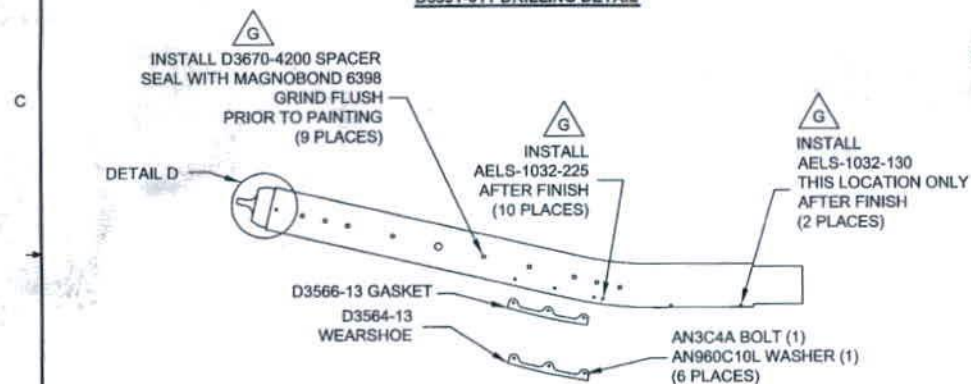 G
INSTALL D3670-4200 SPACER
SEAL WITH MAGNOBOND 6398
GRIND FLUSH
PRIOR TO PAINTING
(9 PLACES)
C
G
INSTALL
AELS-1032-225
AFTER FINISH
(10 PLACES)
G
INSTALL
AELS-1032-130
THIS LOCATION ONLY
AFTER FINISH
(2 PLACES)
DETAIL D
D3566-13 GASKET
D3564-13
WEARSHOE
AN3C4A BOLT (1)
AN960C10L WASHER (1)
(6 PLACES)